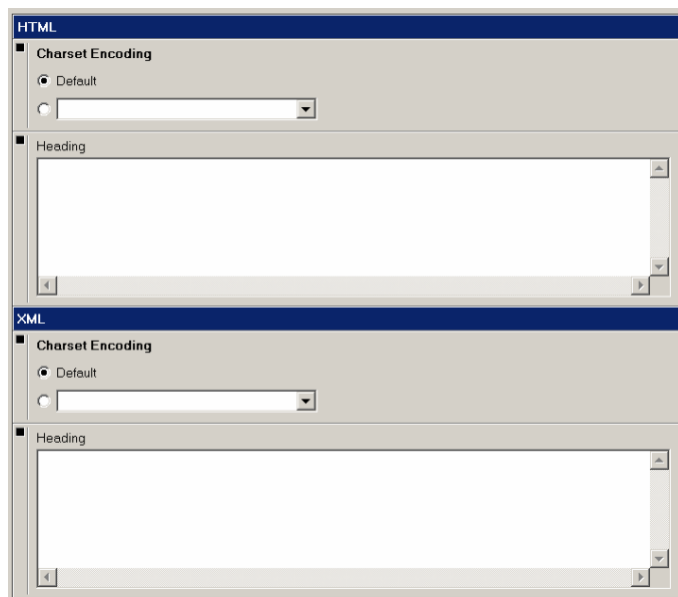 HTML
Charset Encoding
Default
Heading
XML
Charset Encoding
Default
Heading